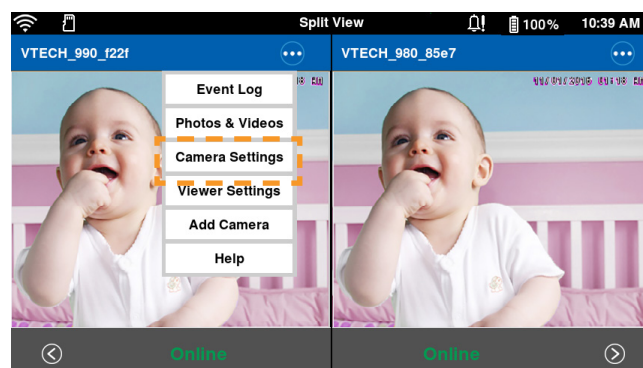 Split View
100%
10:39 AM
VTECH_990_f22f
VTECH_980_85e7
Event Log
Photos & Videos
Camera Settings
Viewer Settings
Add Camera
Help
Online
Online